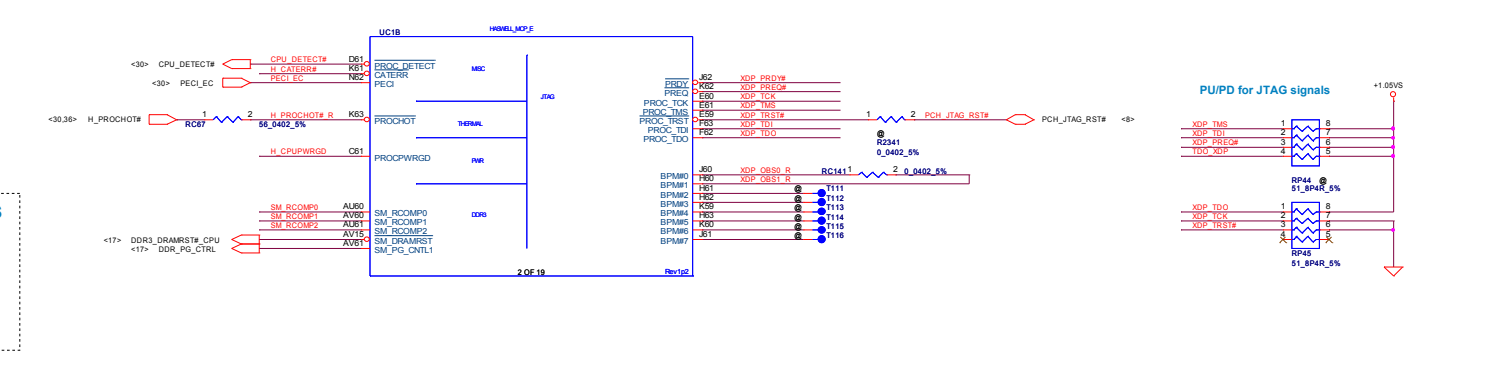 UC1B
HASWELL_MCP_E
<30> CPU_DETECT# CPU_DETECT# D61 PROC_DETECT MISC
H_CATERR# K61 CATERR
<30> PECI_EC PECI_EC N62 PECI
JTAG
J62 XDP_PRDY# PRDY
K62 XDP_PREQ# PREQ
E60 XDP_TCK PROC_TCK
E61 XDP_TMS PROC_TMS
E59 XDP_TRST# PROC_TRST 1 2 PCH_JTAG_RST# PCH_JTAG_RST# <8>
F63 XDP_TDI PROC_TDI
F62 XDP_TDO PROC_TDO
@
R2341
0_0402_5%
<30,36> H_PROCHOT# 1 2 H_PROCHOT#_R K63 PROCHOT THERMAL
RC67 56_0402_5%
H_CPUPWRGD C61 PROCPWRGD PWR
J60 XDP_OBS0_R BPM#0 RC141 1 2 0_0402_5%
H60 XDP_OBS1_R BPM#1
H61 BPM#2 @ T111
H62 BPM#3 @ T112
K59 BPM#4 @ T113
H63 BPM#5 @ T114
K60 BPM#6 @ T115
J61 BPM#7 @ T116
SM_RCOMP0 AU60 SM_RCOMP0 DDR3
SM_RCOMP1 AV60 SM_RCOMP1
SM_RCOMP2 AU61 SM_RCOMP2
<17> DDR3_DRAMRST#_CPU AV15 SM_DRAMRST
<17> DDR_PG_CTRL AV61 SM_PG_CNTL1
2 OF 19
Rev1p2
PU/PD for JTAG signals
+1.05VS
XDP_TMS 1 8
XDP_TDI 2 7
XDP_PREQ# 3 6
TDO_XDP 4 5
RP44 @
51_8P4R_5%
XDP_TDO 1 8
XDP_TCK 2 7
XDP_TRST# 3 6
4 5
RP45
51_8P4R_5%